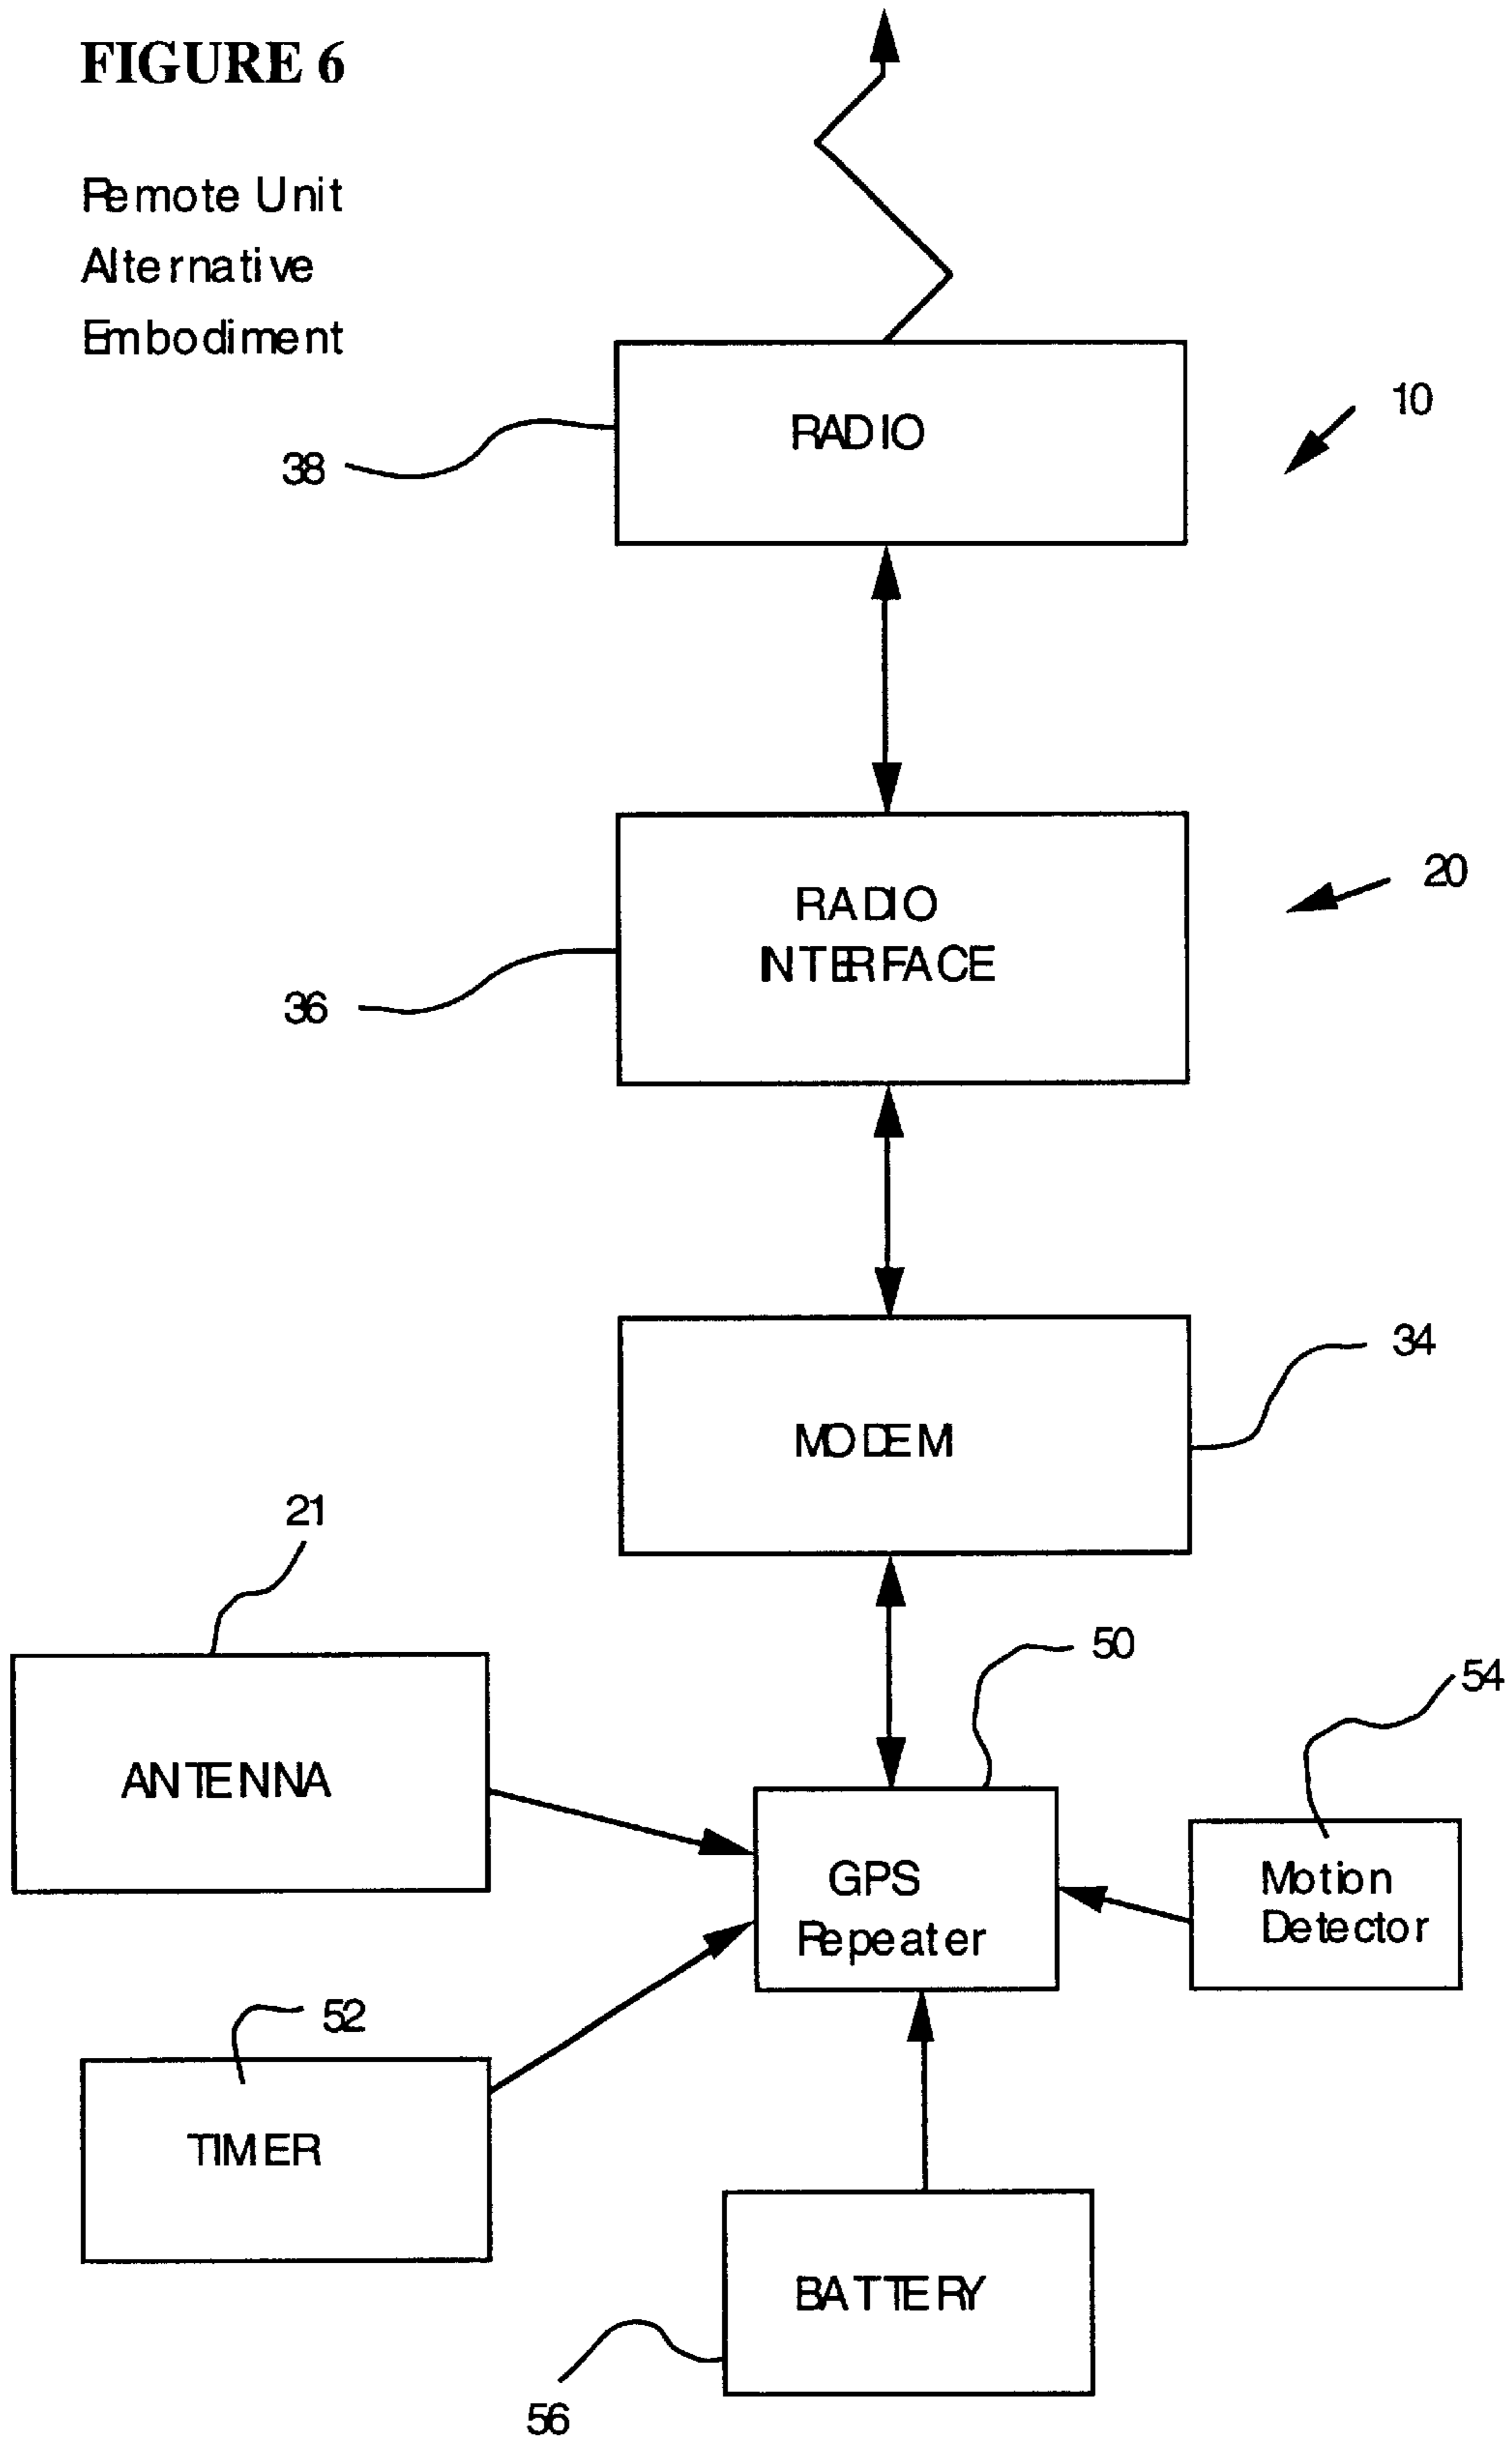 FIGURE 6
Remote Unit
Alternative
Embodiment
RADIO
10
38
20
RADIO
INTERFACE
36
34
MODEM
21
50
54
ANTENNA
GPS
Repeater
Motion
Detector
52
TIMER
BATTERY
56